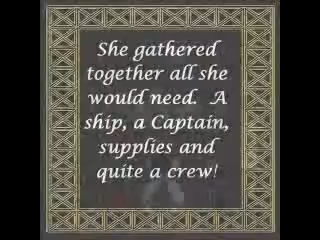 She gathered
together all she
would need.  A
ship, a Captain,
supplies and
quite a crew!